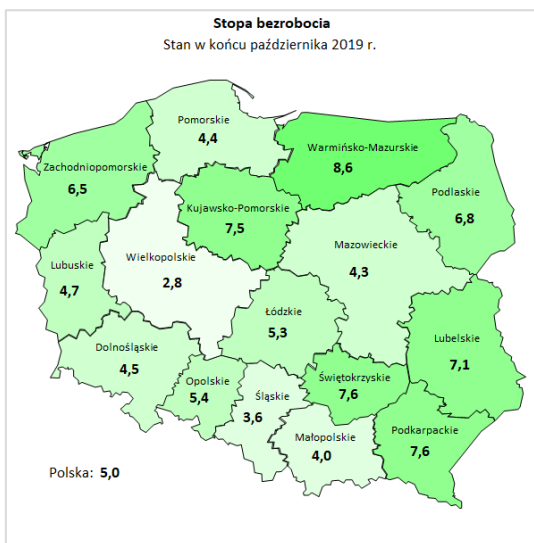 Stopa bezrobocia
Stan w końcu października 2019 r.
Pomorskie
4,4
Warmińsko-Mazurskie
8,6
Zachodniopomorskie
6,5
Podlaskie
6,8
Kujawsko-Pomorskie
7,5
Mazowieckie
4,3
Wielkopolskie
2,8
Lubuskie
4,7
Łódzkie
5,3
Lubelskie
7,1
Dolnośląskie
4,5
Opolskie
5,4
Śląskie
3,6
Świętokrzyskie
7,6
Małopolskie
4,0
Podkarpackie
7,6
Polska: 5,0